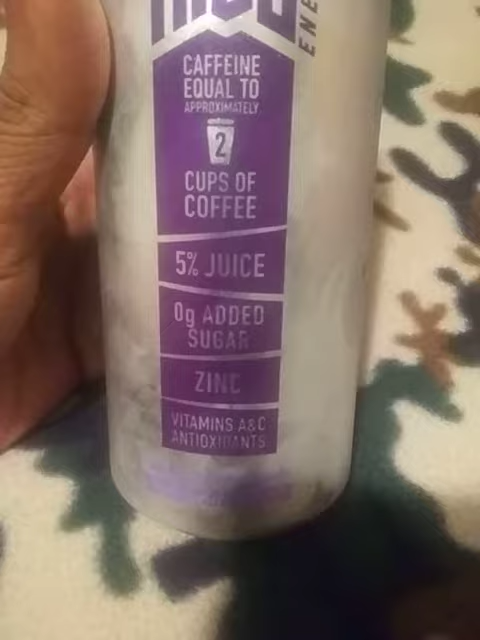 CAFFEINE
EQUAL TO
APPROXIMATELY
2
CUPS OF
COFFEE
5% JUICE
0g ADDED
SUGAR
ZINC
VITAMINS A&C
ANTIOXIDANTS